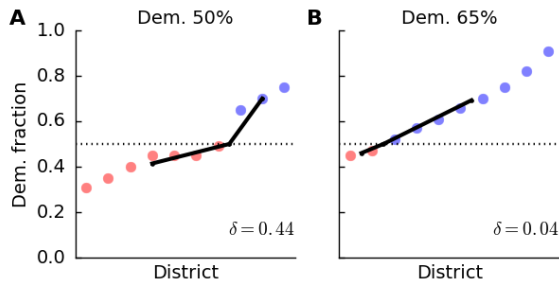 A Dem. 50%
B Dem. 65%
Dem. fraction
1.0
0.8
0.6
0.4
0.2
0.0
δ = 0.44
δ = 0.04
District
District